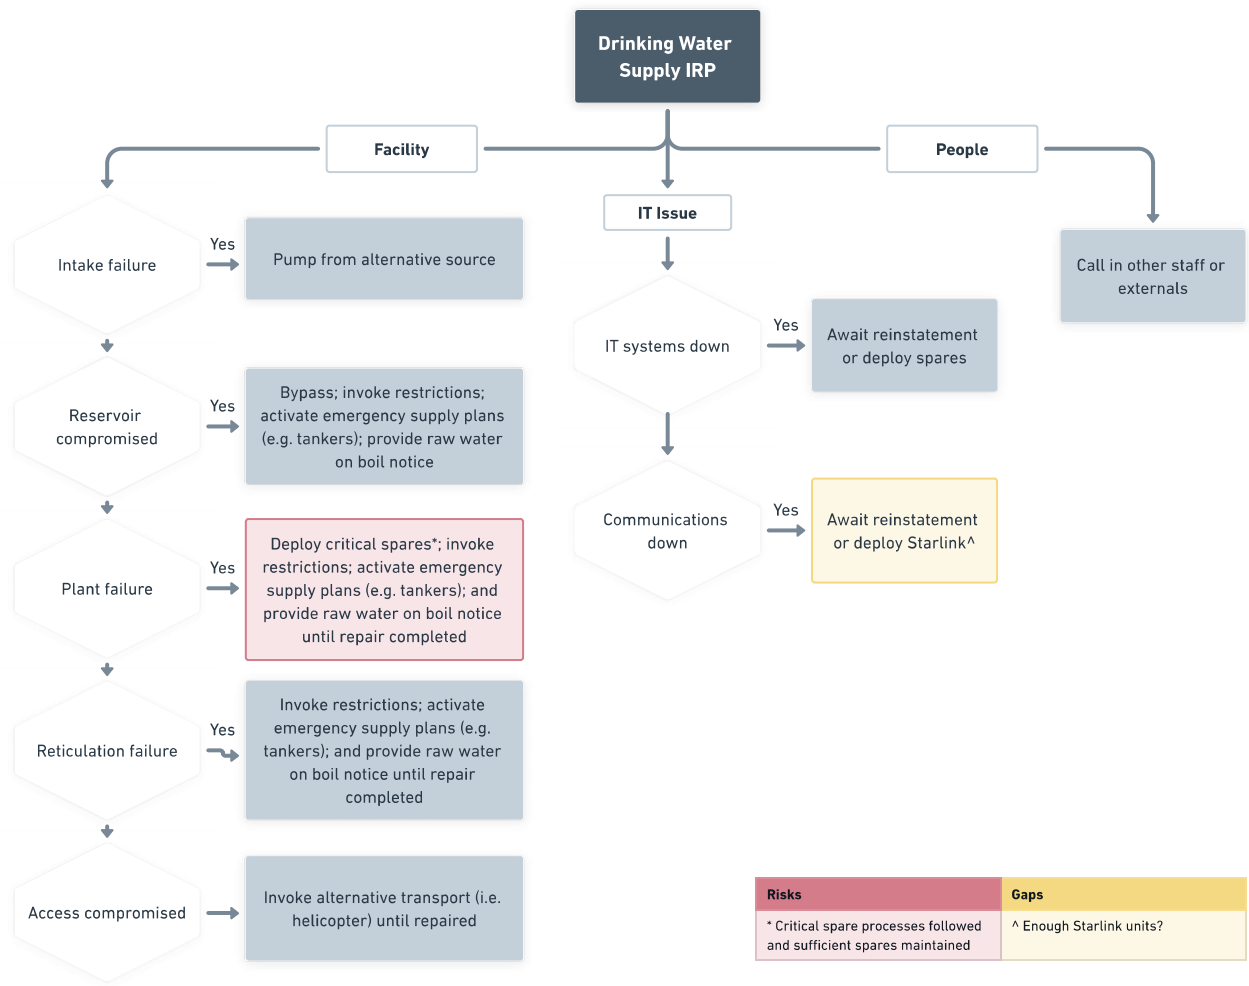 Drinking Water
Supply IRP
Facility
People
IT Issue
Intake failure
Yes
Pump from alternative source
Reservoir
compromised
Yes
Bypass; invoke restrictions;
activate emergency supply plans
(e.g. tankers); provide raw water
on boil notice
Plant failure
Yes
Deploy critical spares*; invoke
restrictions; activate emergency
supply plans (e.g. tankers); and
provide raw water on boil notice
until repair completed
Reticulation failure
Yes
Invoke restrictions; activate
emergency supply plans (e.g.
tankers); and provide raw water
on boil notice until repair
completed
Access compromised
Invoke alternative transport (i.e.
helicopter) until repaired
IT systems down
Yes
Await reinstatement
or deploy spares
Communications
down
Yes
Await reinstatement
or deploy Starlink^
Call in other staff or
externals
Risks
* Critical spare processes followed
and sufficient spares maintained
Gaps
^ Enough Starlink units?